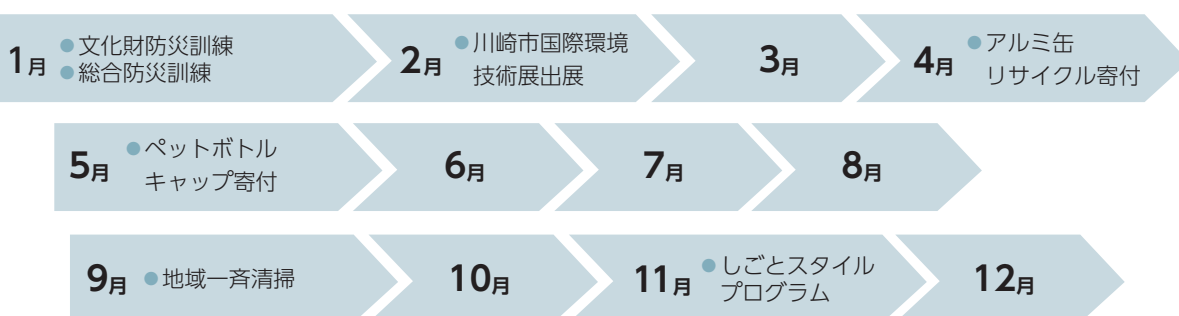 1月
●文化財防災訓練
●総合防災訓練
2月
●川崎市国際環境
技術展出展
3月
4月
●アルミ缶
リサイクル寄付
5月
●ペットボトル
キャップ寄付
6月
7月
8月
9月
●地域一斉清掃
10月
11月
●しごとスタイル
プログラム
12月